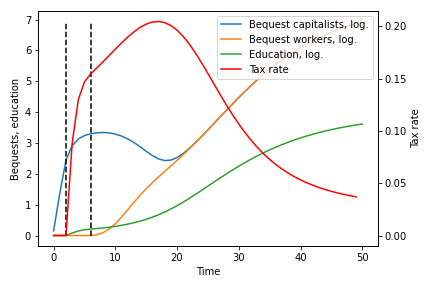 Bequest capitalists, log.
Bequest workers, log.
Education, log.
Tax rate
Bequests, education
7
6
5
4
3
2
1
0
0.20
0.15
0.10
0.05
0.00
Tax rate
0
10
20
30
40
50
Time